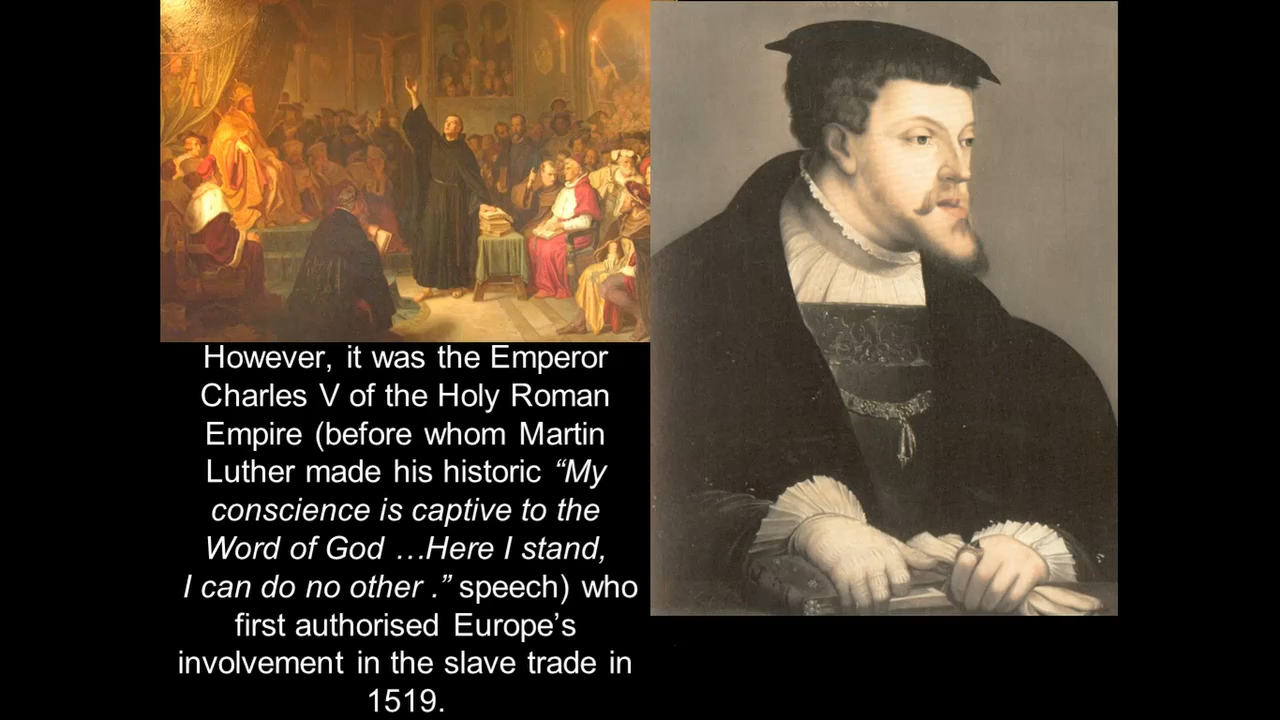 However, it was the Emperor
Charles V of the Holy Roman
Empire (before whom Martin
Luther made his historic “My
conscience is captive to the
Word of God …Here I stand,
I can do no other .” speech) who
first authorised Europe’s
involvement in the slave trade in
1519.